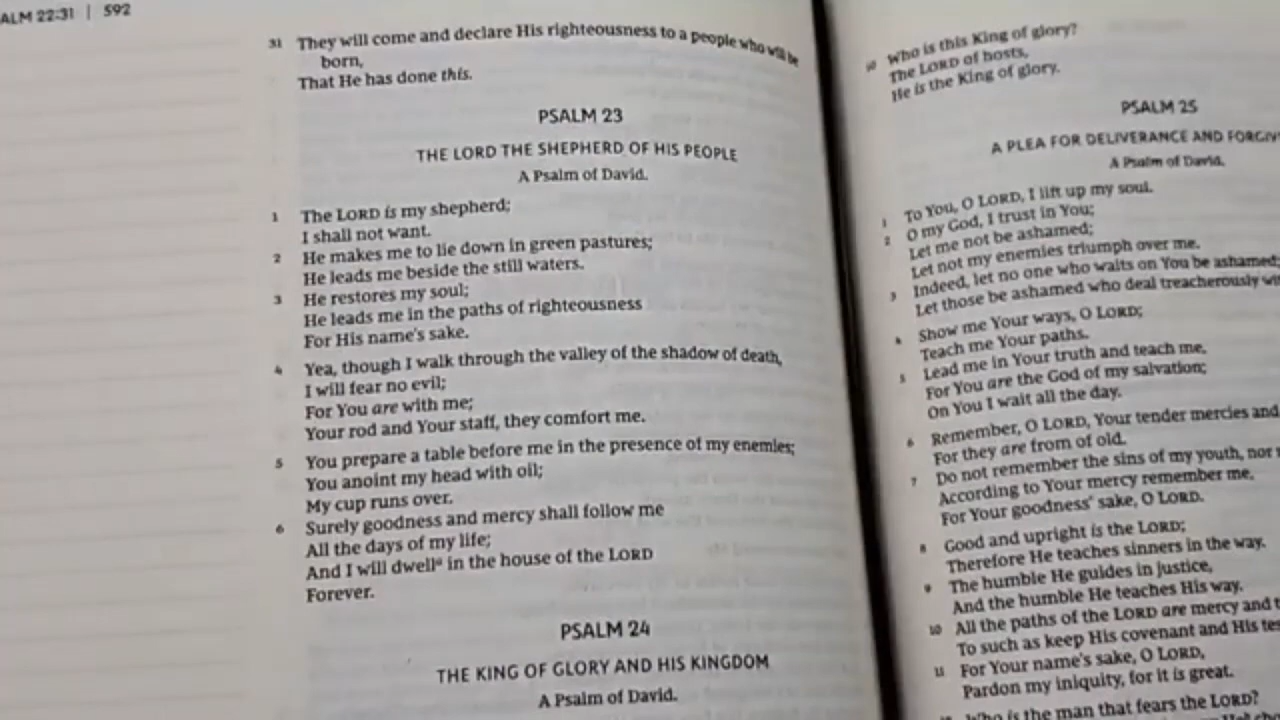 ALM 22:31 | 592
31 They will come and declare His righteousness to a people who will be
born,
That He has done this.
PSALM 23
THE LORD THE SHEPHERD OF HIS PEOPLE
A Psalm of David.
1 The LORD is my shepherd;
I shall not want.
2 He makes me to lie down in green pastures;
He leads me beside the still waters.
3 He restores my soul;
He leads me in the paths of righteousness
For His name's sake.
4 Yea, though I walk through the valley of the shadow of death,
I will fear no evil;
For You are with me;
Your rod and Your staff, they comfort me.
5 You prepare a table before me in the presence of my enemies;
You anoint my head with oil;
My cup runs over.
6 Surely goodness and mercy shall follow me
All the days of my life;
And I will dwellª in the house of the LORD
Forever.
PSALM 24
THE KING OF GLORY AND HIS KINGDOM
A Psalm of David.
10 Who is this King of glory?
The LORD of hosts,
He is the King of glory.
PSALM 25
A PLEA FOR DELIVERANCE AND FORGIV
A Psalm of David.
1 To You, O LORD, I lift up my soul.
2 O my God, I trust in You;
Let me not be ashamed;
Let not my enemies triumph over me.
3 Indeed, let no one who waits on You be ashamed;
Let those be ashamed who deal treacherously wi
4 Show me Your ways, O LORD;
Teach me Your paths.
5 Lead me in Your truth and teach me,
For You are the God of my salvation;
On You I wait all the day.
6 Remember, O LORD, Your tender mercies and
For they are from of old.
7 Do not remember the sins of my youth, nor
According to Your mercy remember me,
For Your goodness' sake, O LORD.
8 Good and upright is the LORD;
Therefore He teaches sinners in the way.
9 The humble He guides in justice,
And the humble He teaches His way.
10 All the paths of the LORD are mercy and t
To such as keep His covenant and His tes
11 For Your name's sake, O LORD,
Pardon my iniquity, for it is great.
Who is the man that fears the LORD?